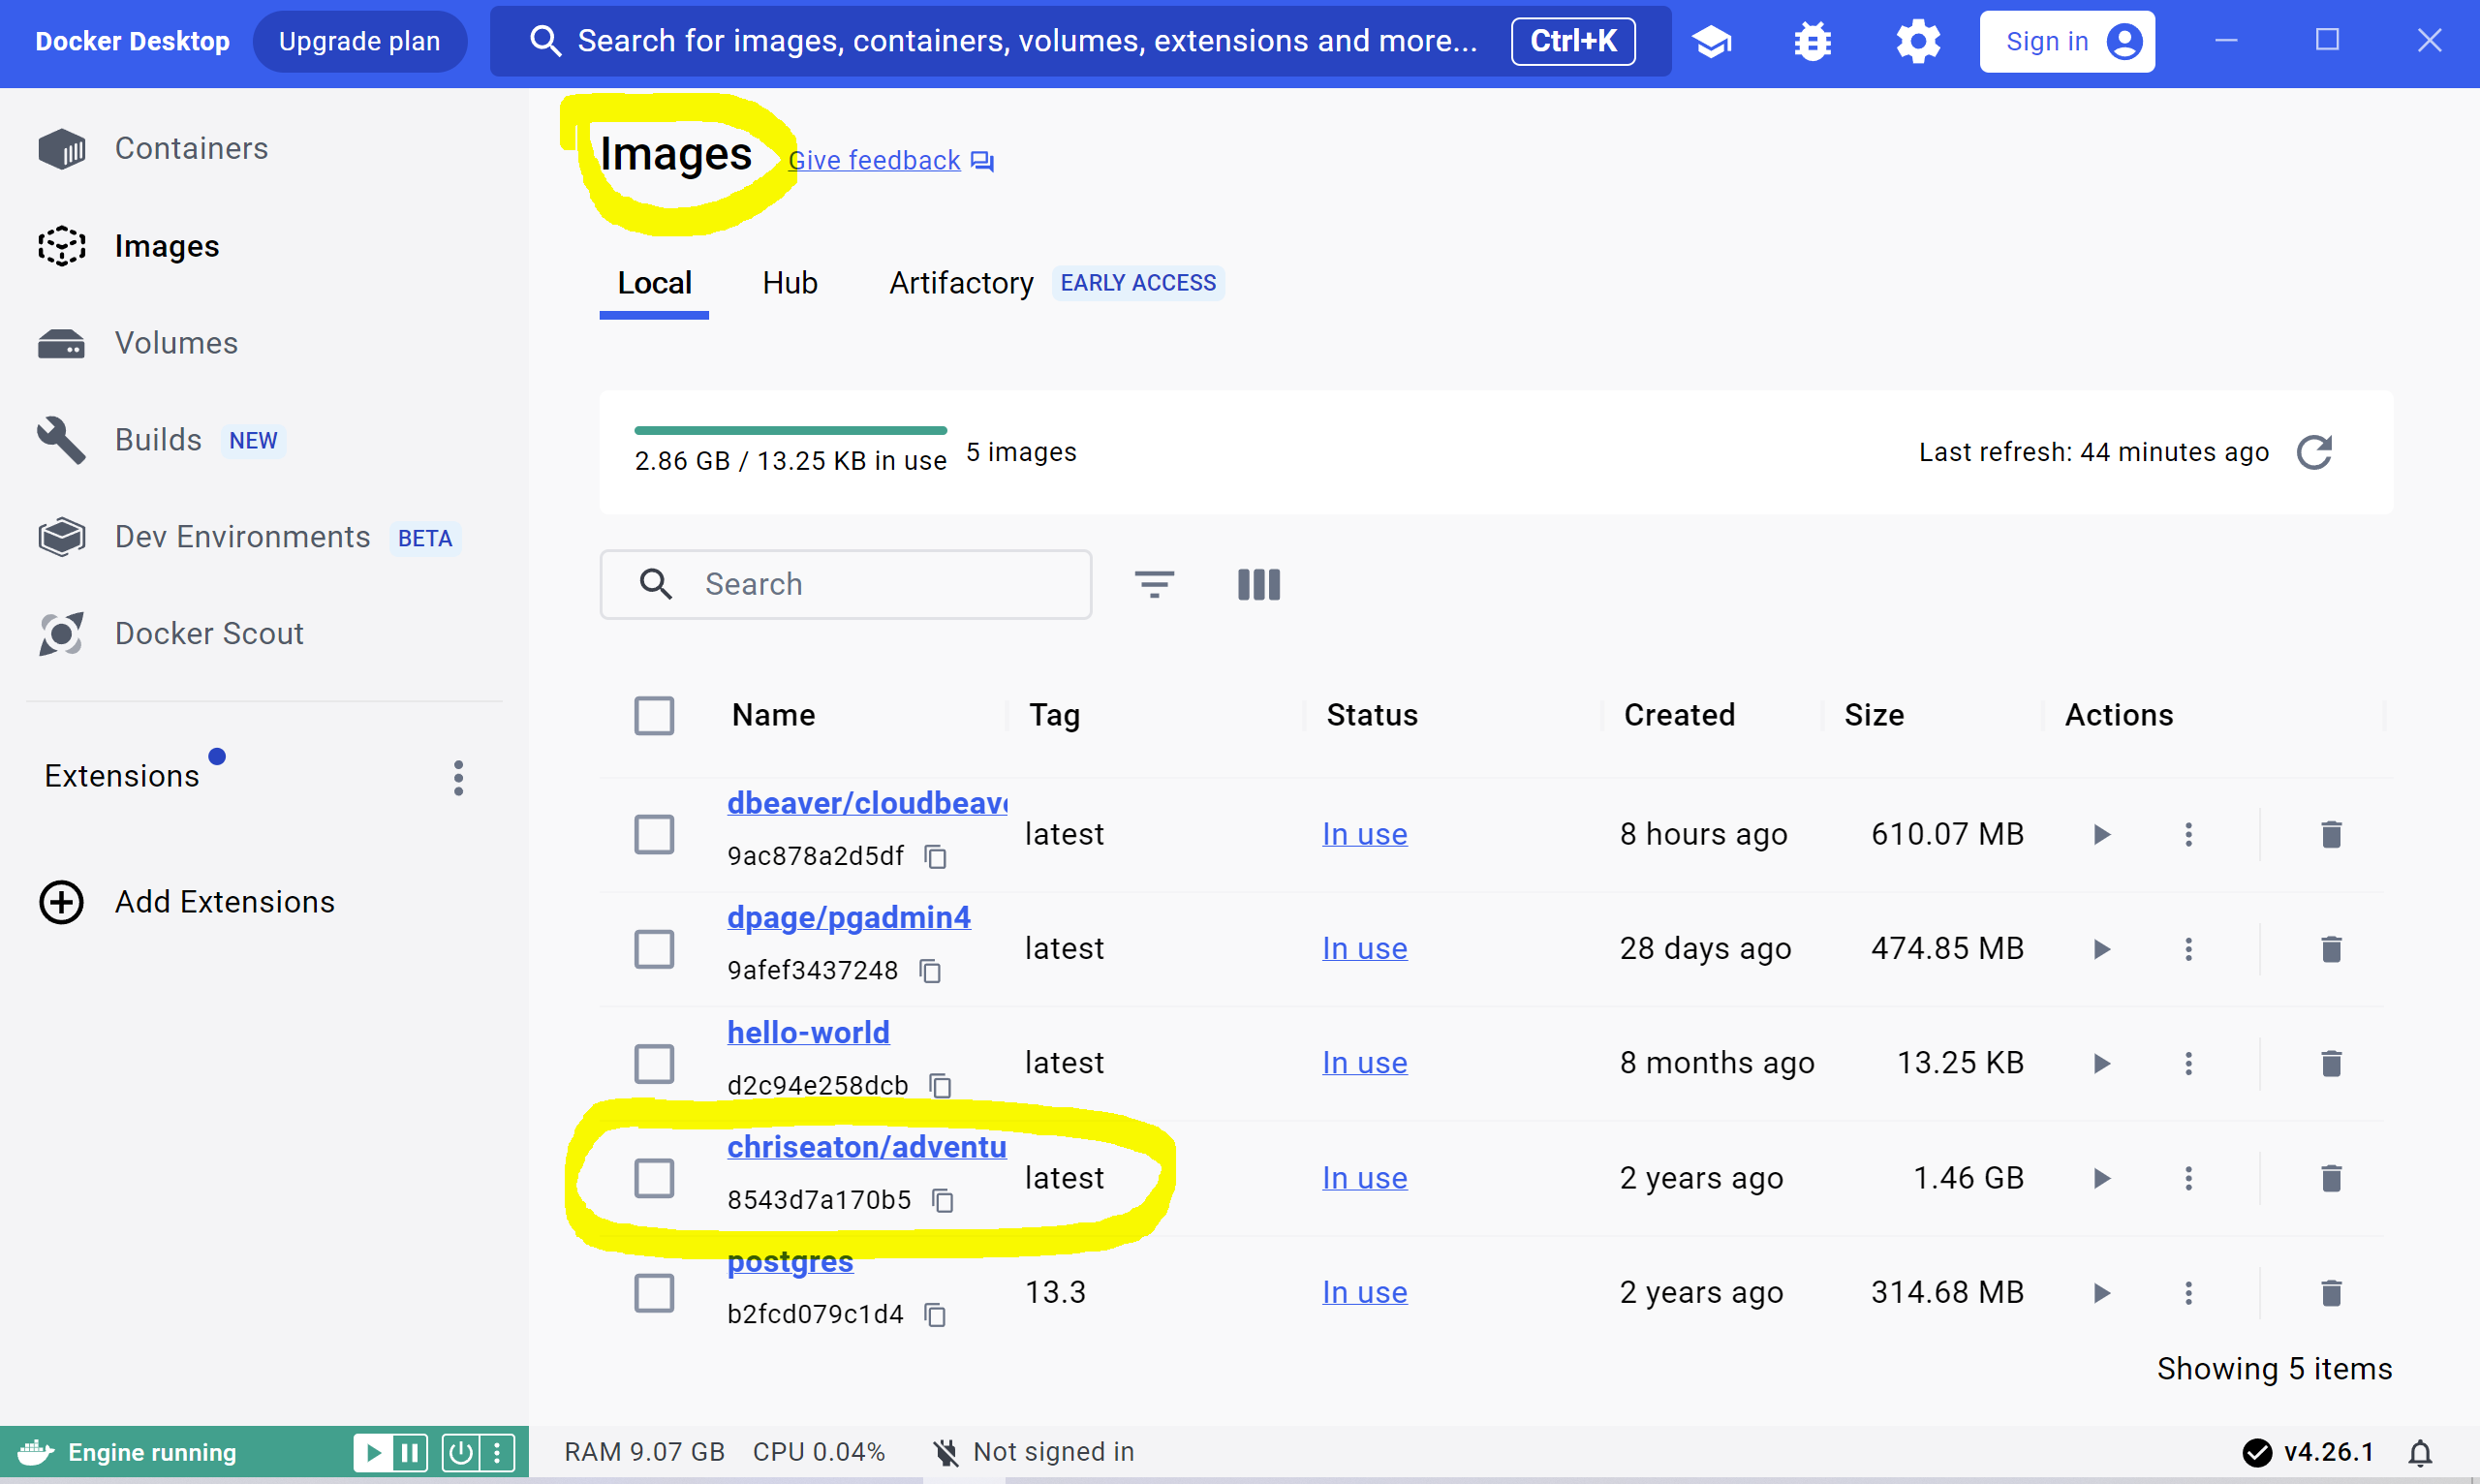 Docker Desktop Upgrade plan Search for images, containers, volumes, extensions and more... Ctrl+K Sign in
Containers
Images
Volumes
Builds NEW
Dev Environments BETA
Docker Scout
Extensions
Add Extensions
Images Give feedback
Local Hub Artifactory EARLY ACCESS
2.86 GB / 13.25 KB in use 5 images Last refresh: 44 minutes ago
Search
Name Tag Status Created Size Actions
dbeaver/cloudbeave
9ac878a2d5df latest In use 8 hours ago 610.07 MB
dpage/pgadmin4
9afef3437248 latest In use 28 days ago 474.85 MB
hello-world
d2c94e258dcb latest In use 8 months ago 13.25 KB
chriseaton/adventu
8543d7a170b5 latest In use 2 years ago 1.46 GB
postgres
b2fcd079c1d4 13.3 In use 2 years ago 314.68 MB
Showing 5 items
Engine running RAM 9.07 GB CPU 0.04% Not signed in v4.26.1